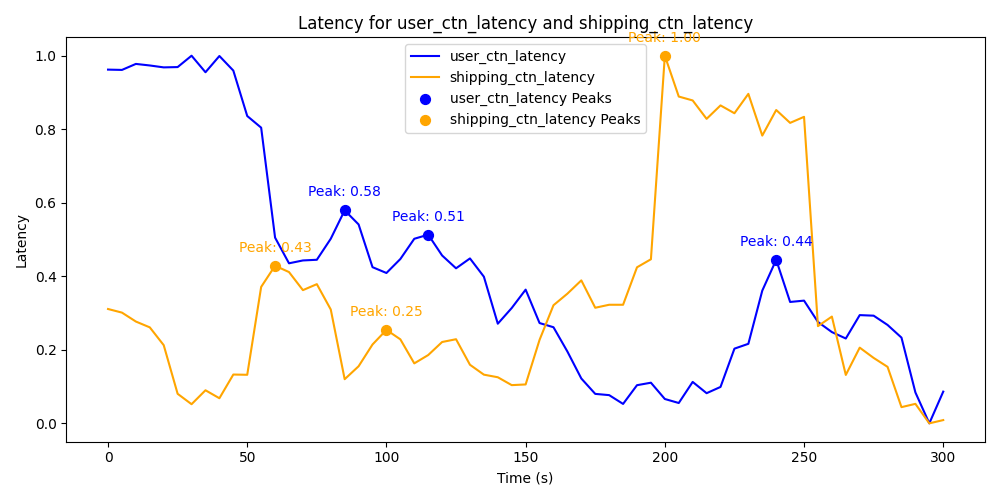 Latency for user_ctn_latency and shipping_ctn_latency
Peak: 1.00
user_ctn_latency
shipping_ctn_latency
user_ctn_latency Peaks
shipping_ctn_latency Peaks
Peak: 0.58
Peak: 0.51
Peak: 0.43
Peak: 0.44
Peak: 0.25
Latency
1.0
0.8
0.6
0.4
0.2
0.0
0
50
100
150
200
250
300
Time (s)